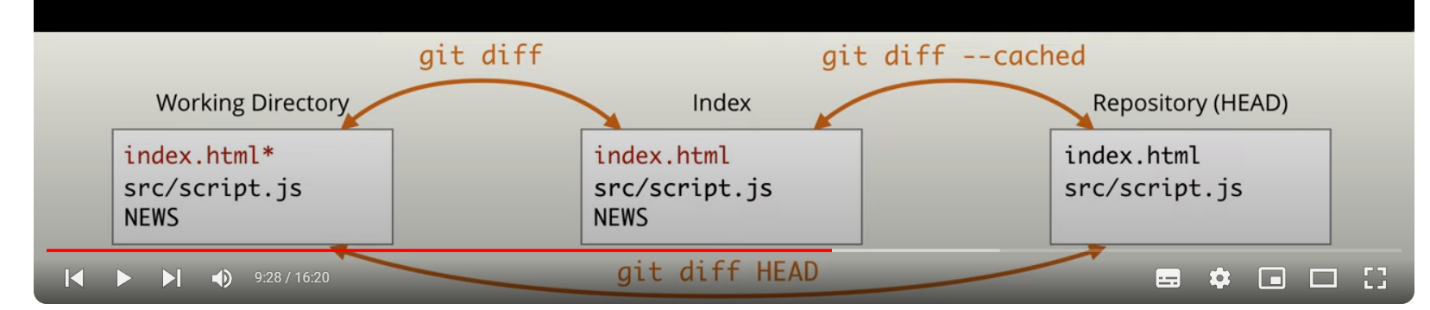 git diff
git diff --cached
Working Directory
Index
Repository (HEAD)
index.html*
src/script.js
NEWS
index.html
src/script.js
NEWS
index.html
src/script.js
git diff HEAD
9:28 / 16:20